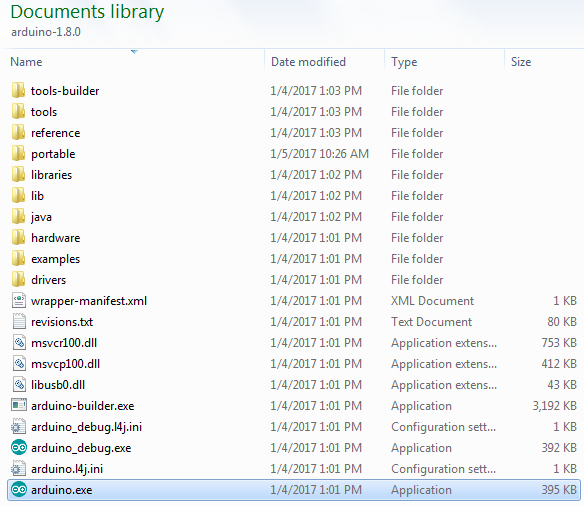 Documents library
arduino-1.8.0
Name Date modified Type Size
tools-builder 1/4/2017 1:03 PM File folder
tools 1/4/2017 1:03 PM File folder
reference 1/4/2017 1:03 PM File folder
portable 1/5/2017 10:26 AM File folder
libraries 1/4/2017 1:02 PM File folder
lib 1/4/2017 1:02 PM File folder
java 1/4/2017 1:02 PM File folder
hardware 1/4/2017 1:01 PM File folder
examples 1/4/2017 1:01 PM File folder
drivers 1/4/2017 1:01 PM File folder
wrapper-manifest.xml 1/4/2017 1:01 PM XML Document 1 KB
revisions.txt 1/4/2017 1:01 PM Text Document 80 KB
msvcr100.dll 1/4/2017 1:01 PM Application extens... 753 KB
msvcp100.dll 1/4/2017 1:01 PM Application extens... 412 KB
libusb0.dll 1/4/2017 1:01 PM Application extens... 43 KB
arduino-builder.exe 1/4/2017 1:01 PM Application 3,192 KB
arduino_debug.l4j.ini 1/4/2017 1:01 PM Configuration sett... 1 KB
arduino_debug.exe 1/4/2017 1:01 PM Application 392 KB
arduino.l4j.ini 1/4/2017 1:01 PM Configuration sett... 1 KB
arduino.exe 1/4/2017 1:01 PM Application 395 KB